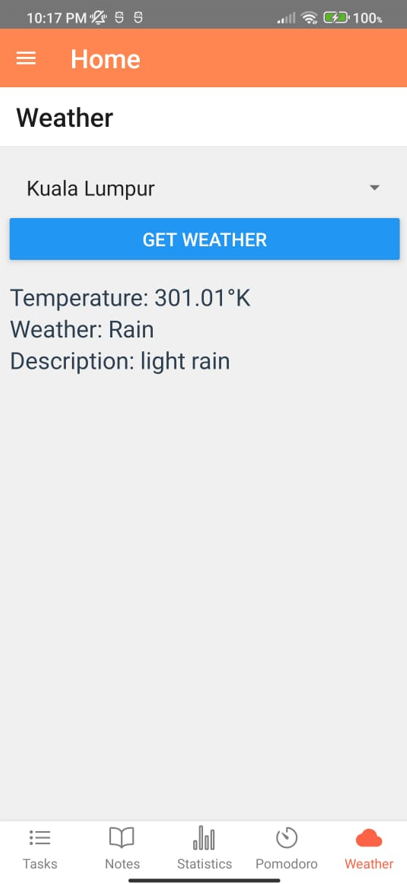 10:17 PM 100%
Home
Weather
Kuala Lumpur
GET WEATHER
Temperature: 301.01°K
Weather: Rain
Description: light rain
Tasks Notes Statistics Pomodoro Weather